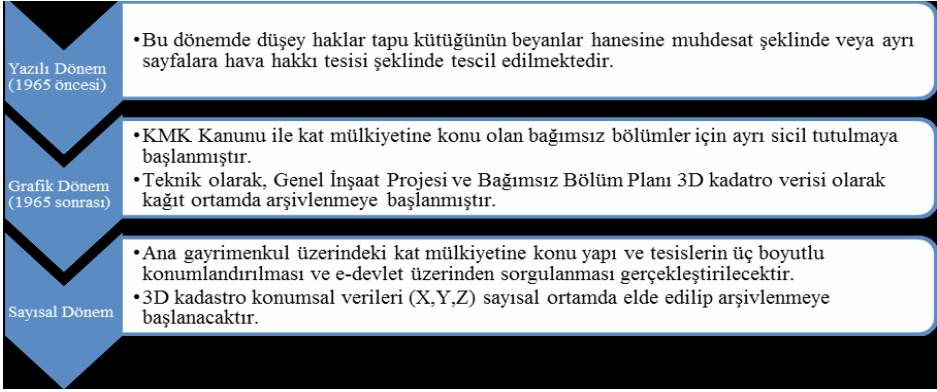 Yazılı Dönem
(1965 öncesi)
•Bu dönemde düşey haklar tapu kütüğünün beyanlar hanesine muhdesat şeklinde veya ayrı
sayfalara hava hakkı tesisi şeklinde tescil edilmektedir.
Grafik Dönem
(1965 sonrası)
•KMK Kanunu ile kat mülkiyetine konu olan bağımsız bölümler için ayrı sicil tutulmaya
başlanmıştır.
•Teknik olarak, Genel İnşaat Projesi ve Bağımsız Bölüm Planı 3D kadatro verisi olarak
kağıt ortamda arşivlenmeye başlanmıştır.
Sayısal Dönem
•Ana gayrimenkul üzerindeki kat mülkiyetine konu yapı ve tesislerin üç boyutlu
konumlandırılması ve e-devlet üzerinden sorgulanması gerçekleştirilecektir.
•3D kadastro konumsal verileri (X,Y,Z) sayısal ortamda elde edilip arşivlenmeye
başlanacaktır.